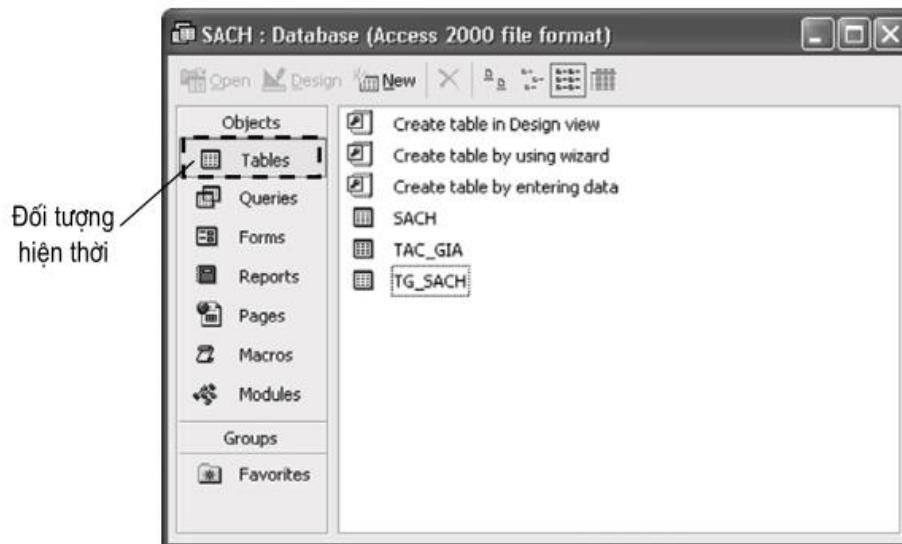 SACH : Database (Access 2000 file format)
Open Design New
Objects
Tables
Queries
Forms
Reports
Pages
Macros
Modules
Groups
Favorites
Create table in Design view
Create table by using wizard
Create table by entering data
SACH
TAC_GIA
TG_SACH
Đối tượng
hiện thời